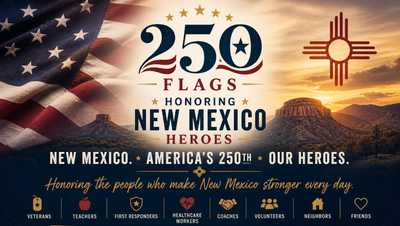 250
FLAGS
HONORING
NEW MEXICO
HEROES
NEW MEXICO. ★ AMERICA'S 250TH ★ OUR HEROES.
Honoring the people who make New Mexico stronger every day.
VETERANS
TEACHERS
FIRST RESPONDERS
HEALTHCARE
WORKERS
COACHES
VOLUNTEERS
NEIGHBORS
FRIENDS